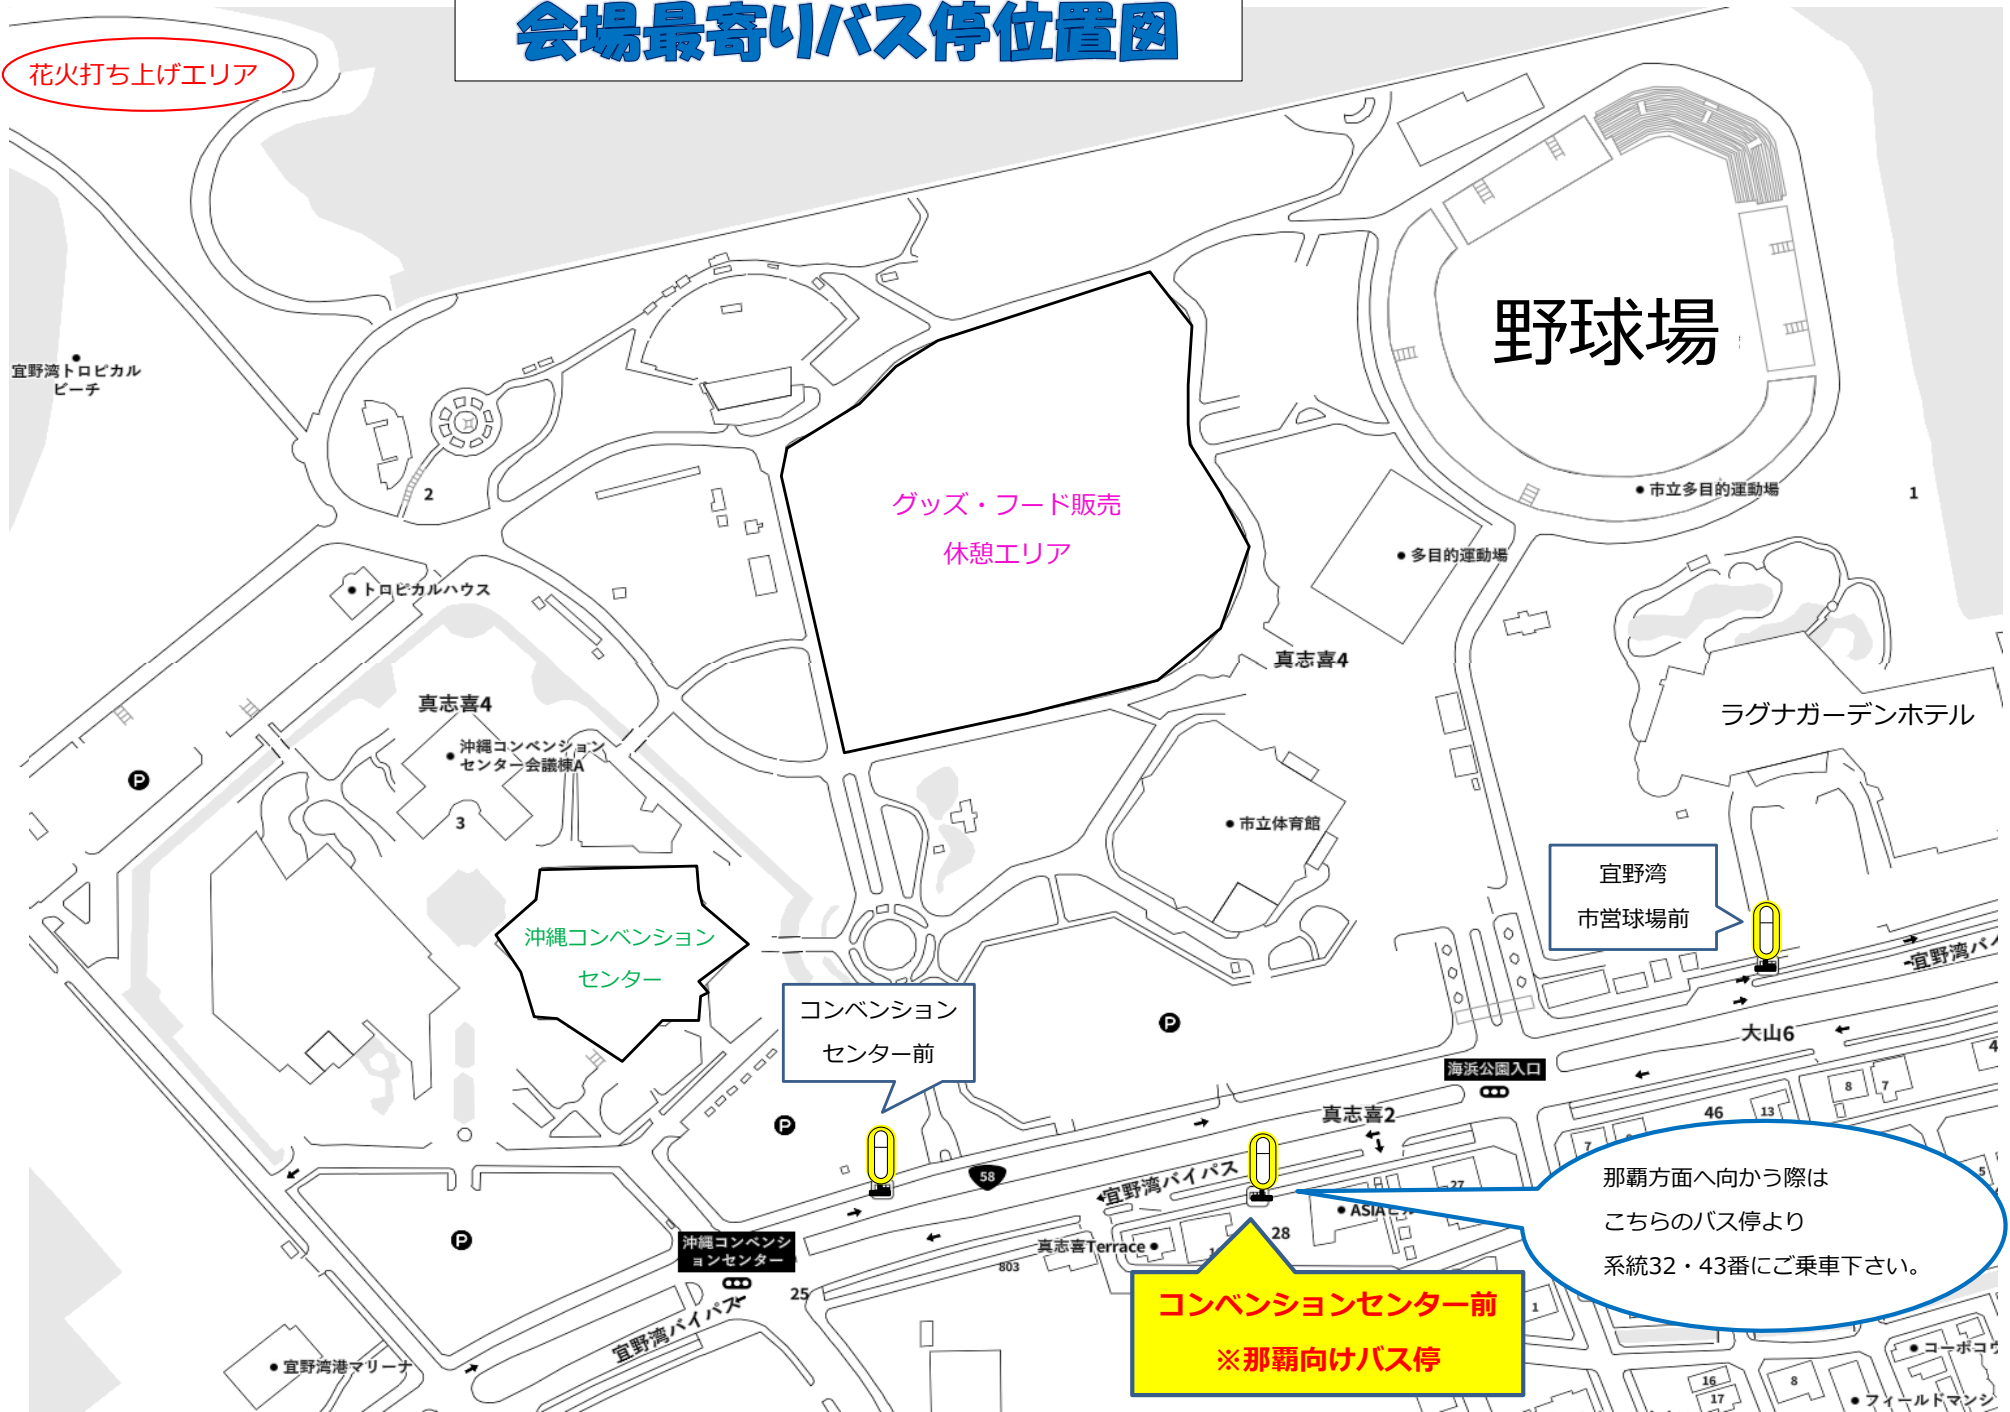 会場最寄りバス停位置図
花火打ち上げエリア
野球場
宜野湾トロピカル
ビーチ
2
グッズ・フード販売
休憩エリア
市立多目的運動場
1
多目的運動場
トロピカルハウス
真志喜4
真志喜4
沖縄コンベンション
センター会議棟A
3
P
ラグナガーデンホテル
市立体育館
宜野湾
市営球場前
沖縄コンベンション
センター
コンベンション
センター前
P
大山6
海浜公園入口
真志喜2
46
13
8
7
4
7
5
P
58
宜野湾バイパス
27
28
P
沖縄コンベンシ
ョンセンター
真志喜Terrace
803
25
宜野湾バイパス
宜野湾港マリーナ
那覇方面へ向かう際は
こちらのバス停より
系統32・43番にご乗車下さい。
コンベンションセンター前
※那覇向けバス停
1
16
17
8